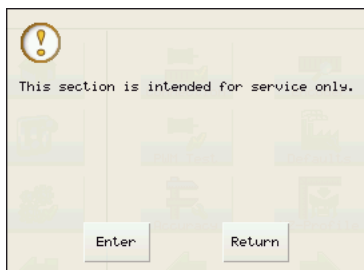 This section is intended for service only.
Enter
Return